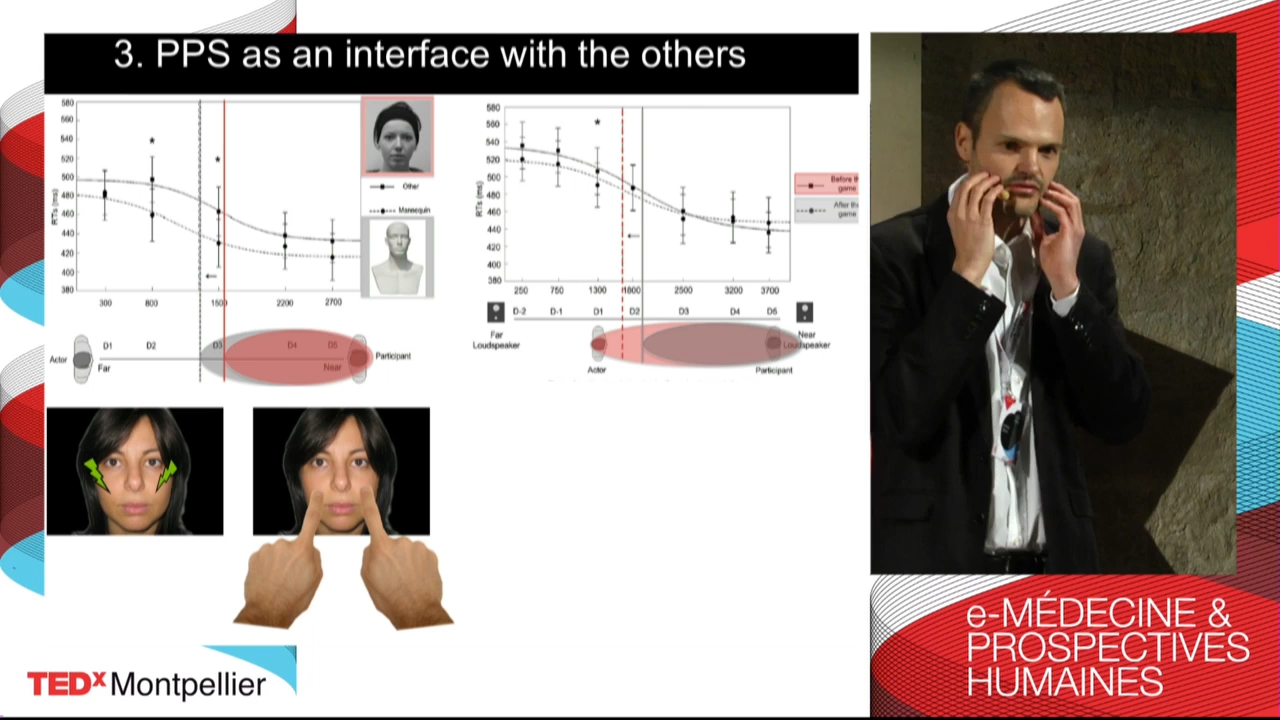 3. PPS as an interface with the others
580
560
540
520
500
480
460
440
420
400
380
RTs (ms)
300
800
1500
2200
2700
Other
Mannequin
Actor
D1
D2
D3
D4
D5
Far
Near
Participant
580
560
540
520
500
480
460
440
420
400
380
RTs (ms)
250
750
1300
1800
2500
3200
3700
Before th
game
After the
game
D-2
D-1
D1
D2
D3
D4
D5
Far
Loudspeaker
Near
Loudspeaker
Actor
Participant
TEDx Montpellier
e-MÉDECINE &
PROSPECTIVES
HUMAINES